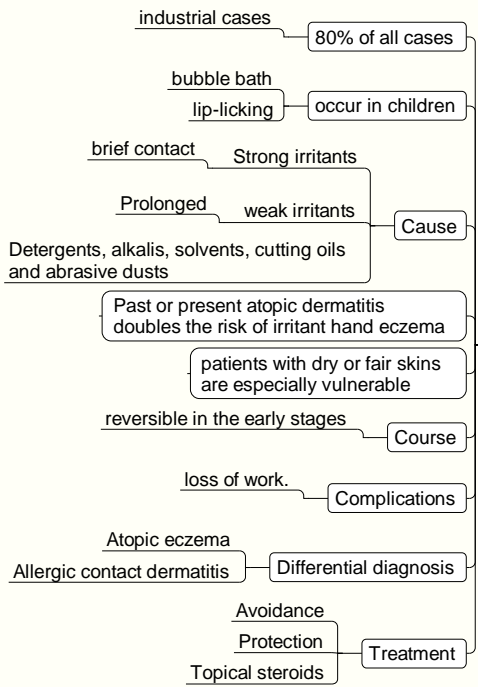 industrial cases
80% of all cases
bubble bath
lip-licking
occur in children
brief contact
Strong irritants
Prolonged
weak irritants
Detergents, alkalis, solvents, cutting oils
and abrasive dusts
Cause
Past or present atopic dermatitis
doubles the risk of irritant hand eczema
patients with dry or fair skins
are especially vulnerable
reversible in the early stages
Course
loss of work.
Complications
Atopic eczema
Allergic contact dermatitis
Differential diagnosis
Avoidance
Protection
Topical steroids
Treatment